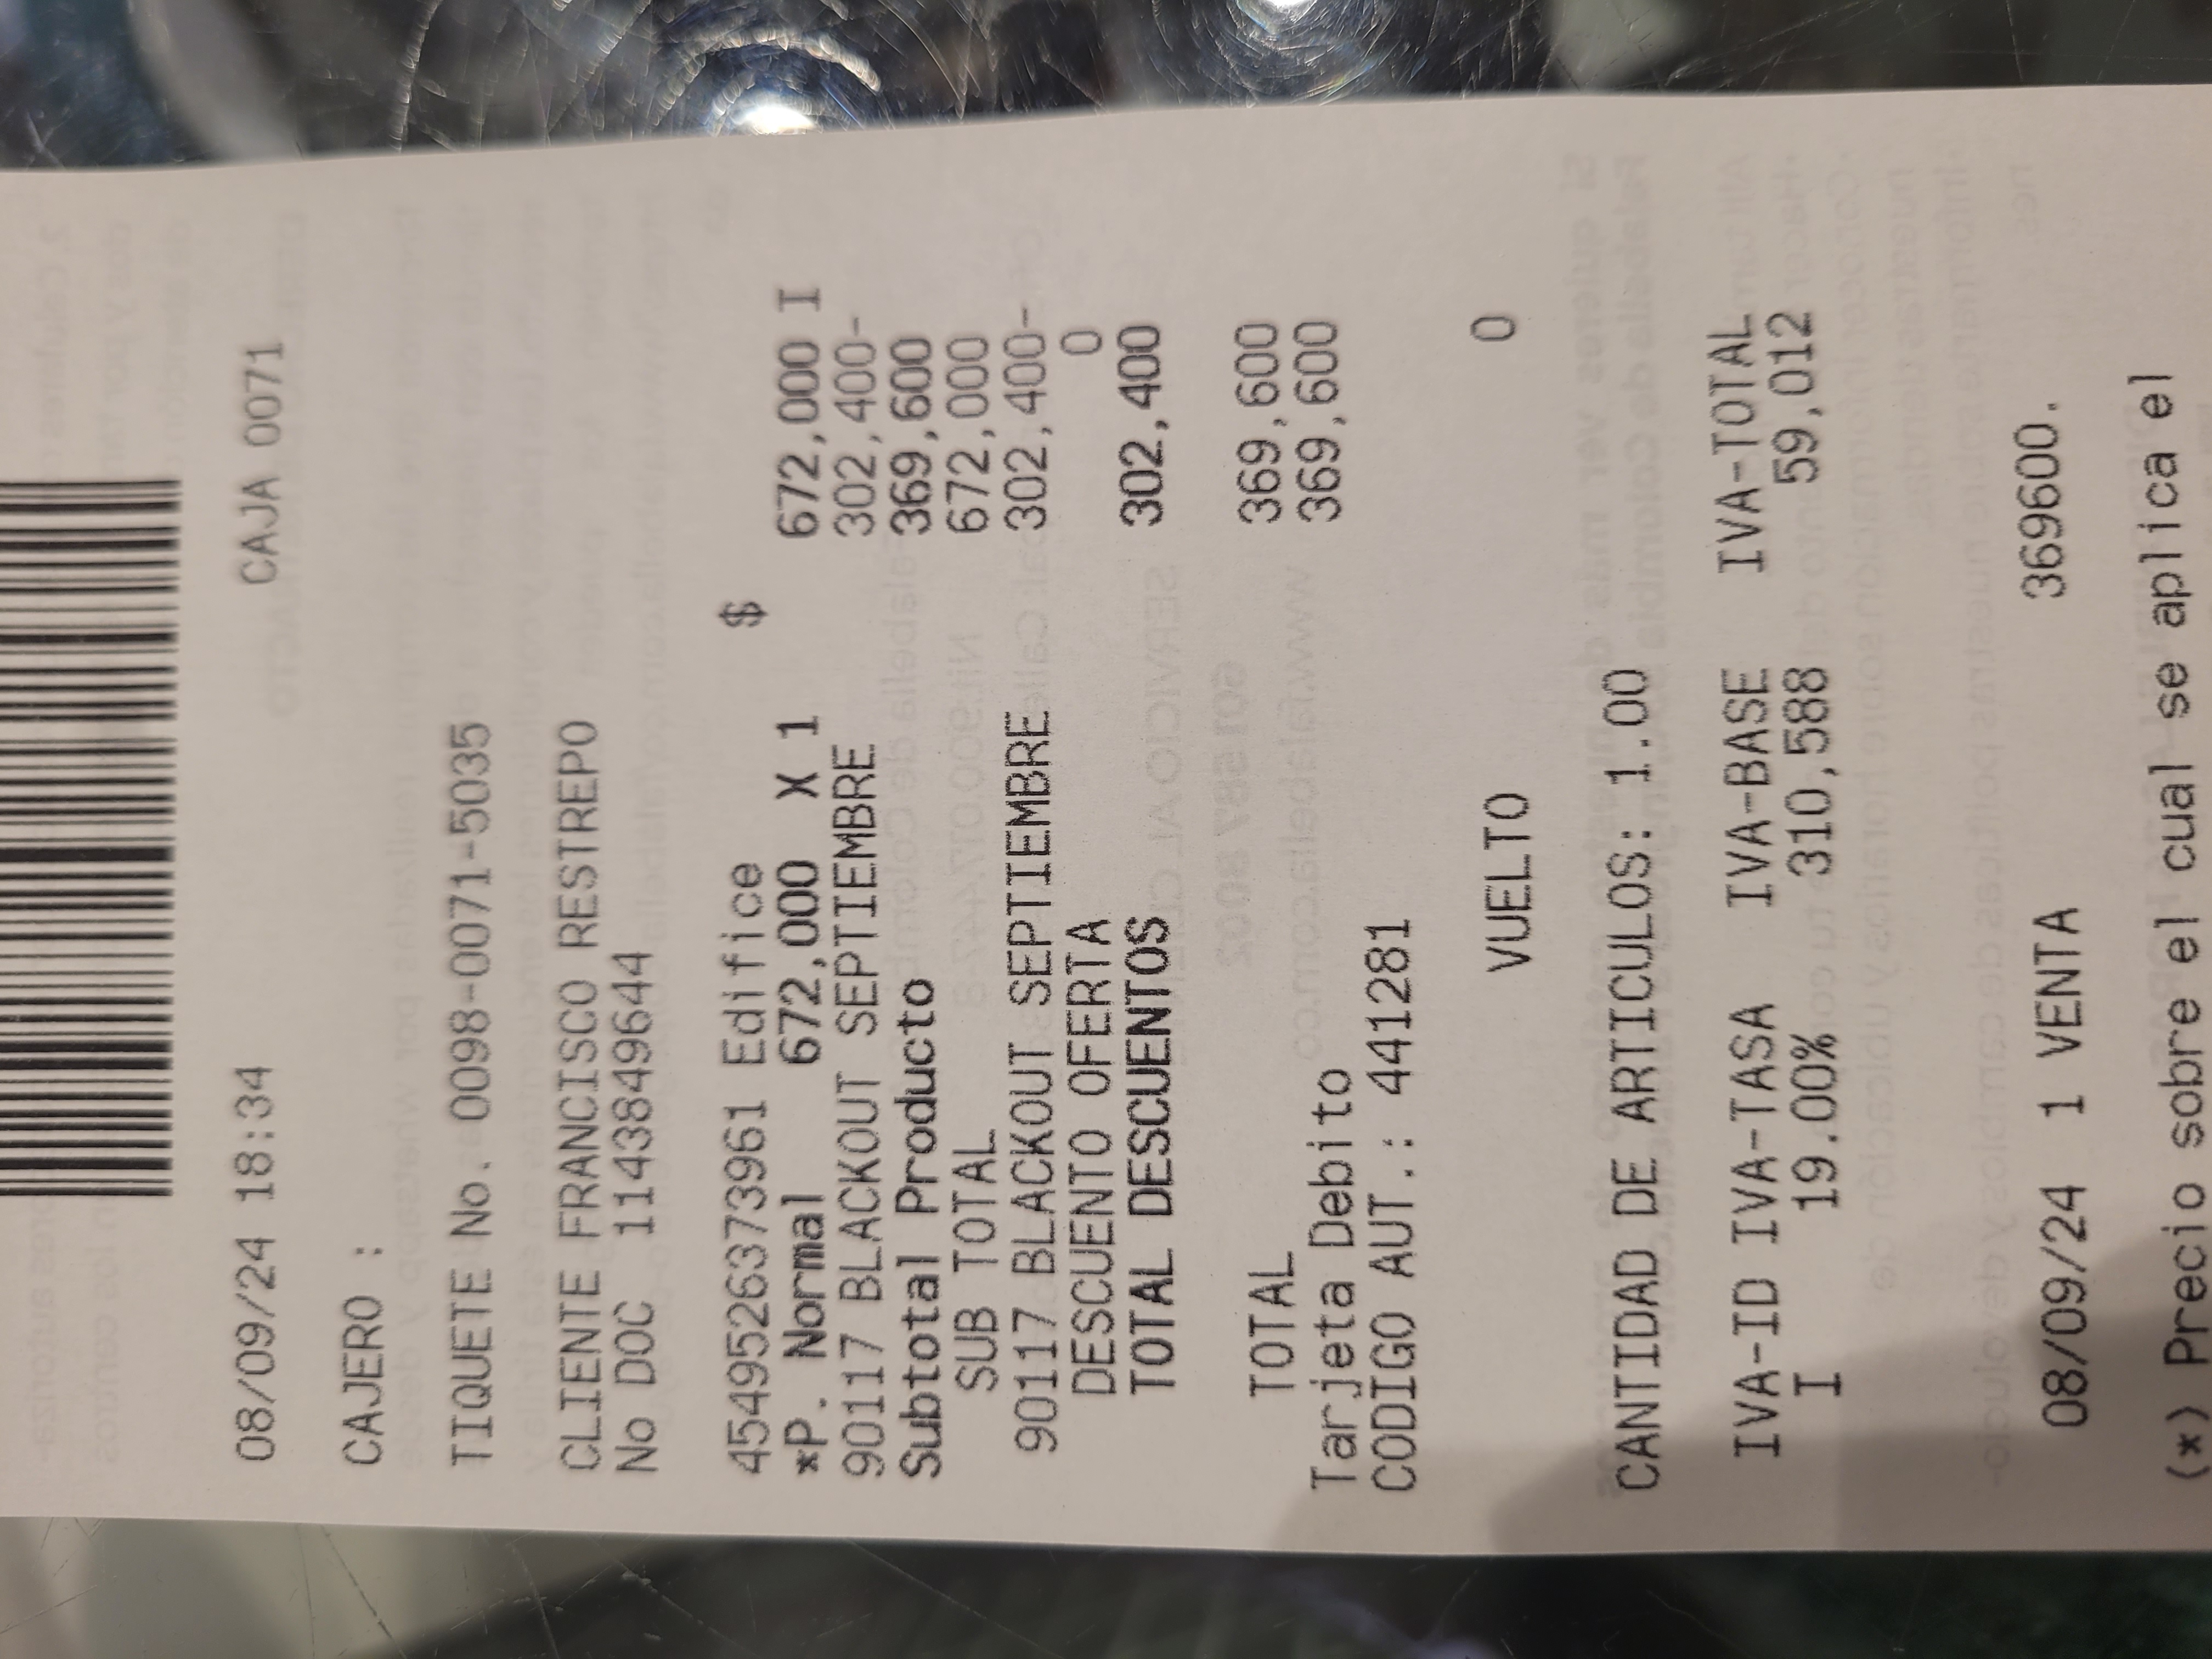 08/09/24 18:34 CAJA 0071
CAJERO :
TIQUETE No. 0098-0071-5035
CLIENTE FRANCISCO RESTREPO
No DOC 1143849644
$
4549526373961 Edifice
*P. Normal 672,000 X 1 672,000 I
90117 BLACKOUT SEPTIEMBRE 302,400-
Subtotal Producto 369,600
SUB TOTAL 672,000
90117 BLACKOUT SEPTIEMBRE 302,400-
DESCUENTO OFERTA 0
TOTAL DESCUENTOS 302,400
TOTAL 369,600
Tarjeta Debito 369,600
CODIGO AUT.: 441281
VUELTO 0
CANTIDAD DE ARTICULOS: 1.00
IVA-ID IVA-TASA IVA-BASE IVA-TOTAL
I 19.00% 310,588 59,012
08/09/24 1 VENTA 369600.
(*) Precio sobre el cual se aplica el